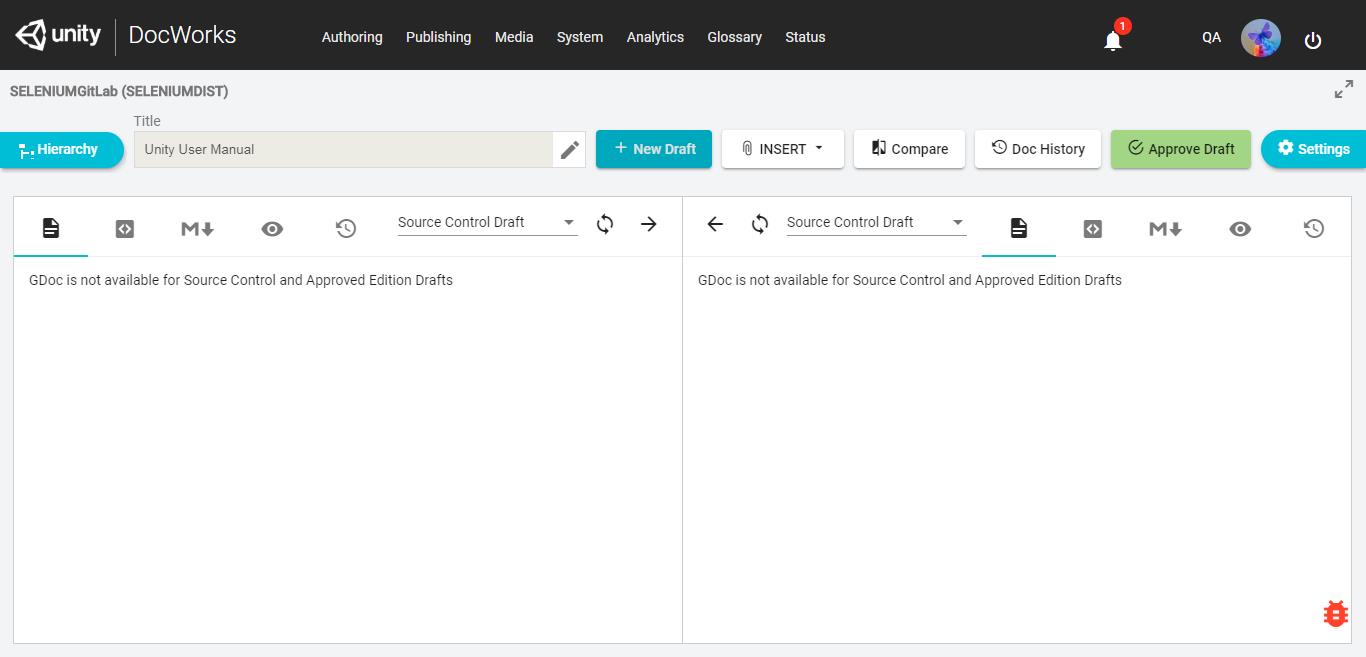 unity DocWorks Authoring Publishing Media System Analytics Glossary Status 1 QA
SELENIUMGitLab (SELENIUMDIST)
Title
Hierarchy Unity User Manual + New Draft INSERT Compare Doc History Approve Draft Settings
M Source Control Draft Source Control Draft M
GDoc is not available for Source Control and Approved Edition Drafts
GDoc is not available for Source Control and Approved Edition Drafts